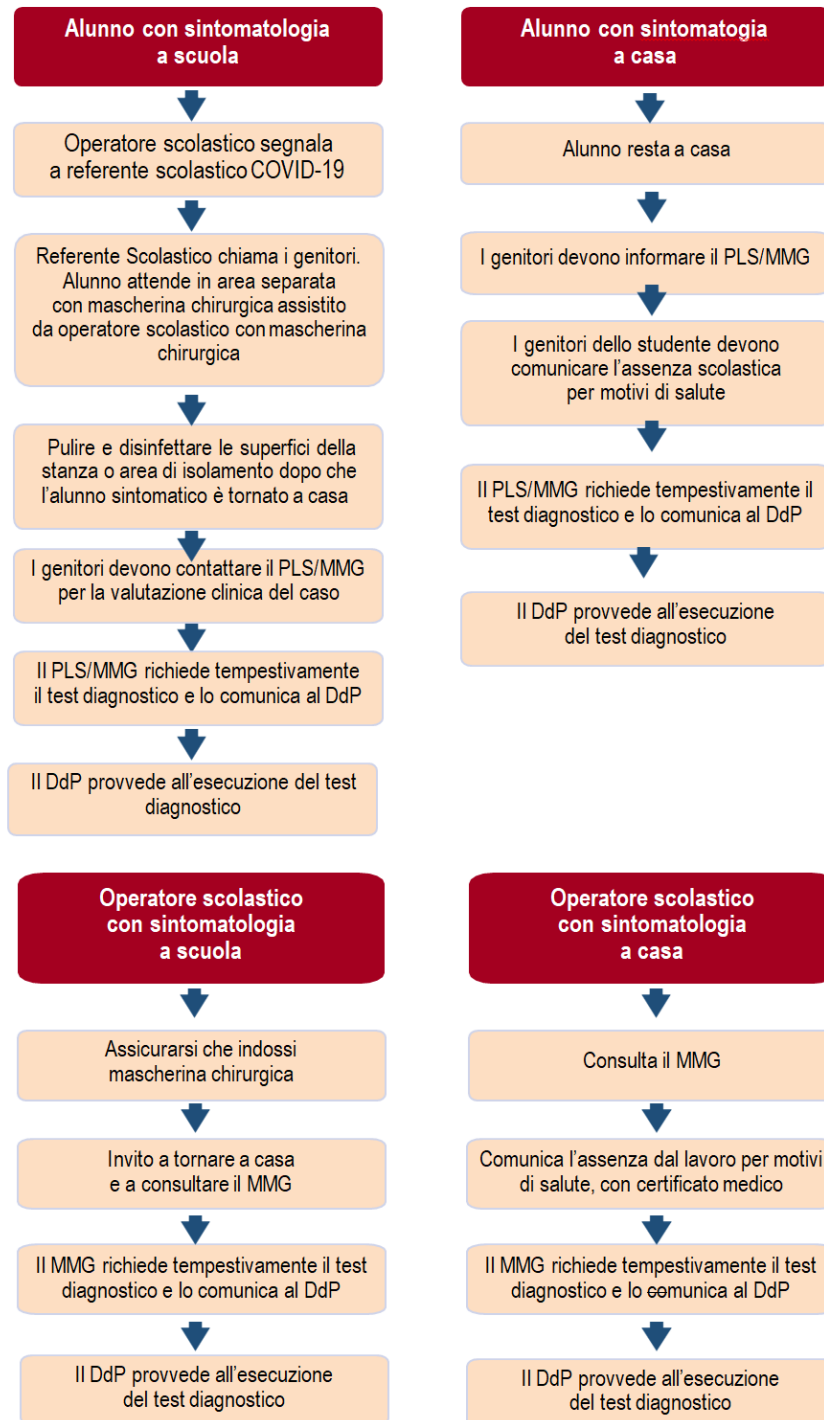 Alunno con sintomatologia
a scuola
Operatore scolastico segnala
a referente scolastico COVID-19
Referente Scolastico chiama i genitori.
Alunno attende in area separata
con mascherina chirurgica assistito
da operatore scolastico con mascherina
chirurgica
Pulire e disinfettare le superfici della
stanza o area di isolamento dopo che
l'alunno sintomatico è tornato a casa
I genitori devono contattare il PLS/MMG
per la valutazione clinica del caso
Il PLS/MMG richiede tempestivamente
il test diagnostico e lo comunica al DdP
Il DdP provvede all'esecuzione del test
diagnostico
Alunno con sintomatogia
a casa
Alunno resta a casa
I genitori devono informare il PLS/MMG
I genitori dello studente devono
comunicare l'assenza scolastica
per motivi di salute
Il PLS/MMG richiede tempestivamente il
test diagnostico e lo comunica al DdP
Il DdP provvede all'esecuzione
del test diagnostico
Operatore scolastico
con sintomatologia
a scuola
Assicurarsi che indossi
mascherina chirurgica
Invito a tornare a casa
e a consultare il MMG
Il MMG richiede tempestivamente il test
diagnostico e lo comunica al DdP
Il DdP provvede all'esecuzione
del test diagnostico
Operatore scolastico
con sintomatologia
a casa
Consulta il MMG
Comunica l'assenza dal lavoro per motivi
di salute, con certificato medico
Il MMG richiede tempestivamente il test
diagnostico e lo comunica al DdP
Il DdP provvede all'esecuzione
del test diagnostico